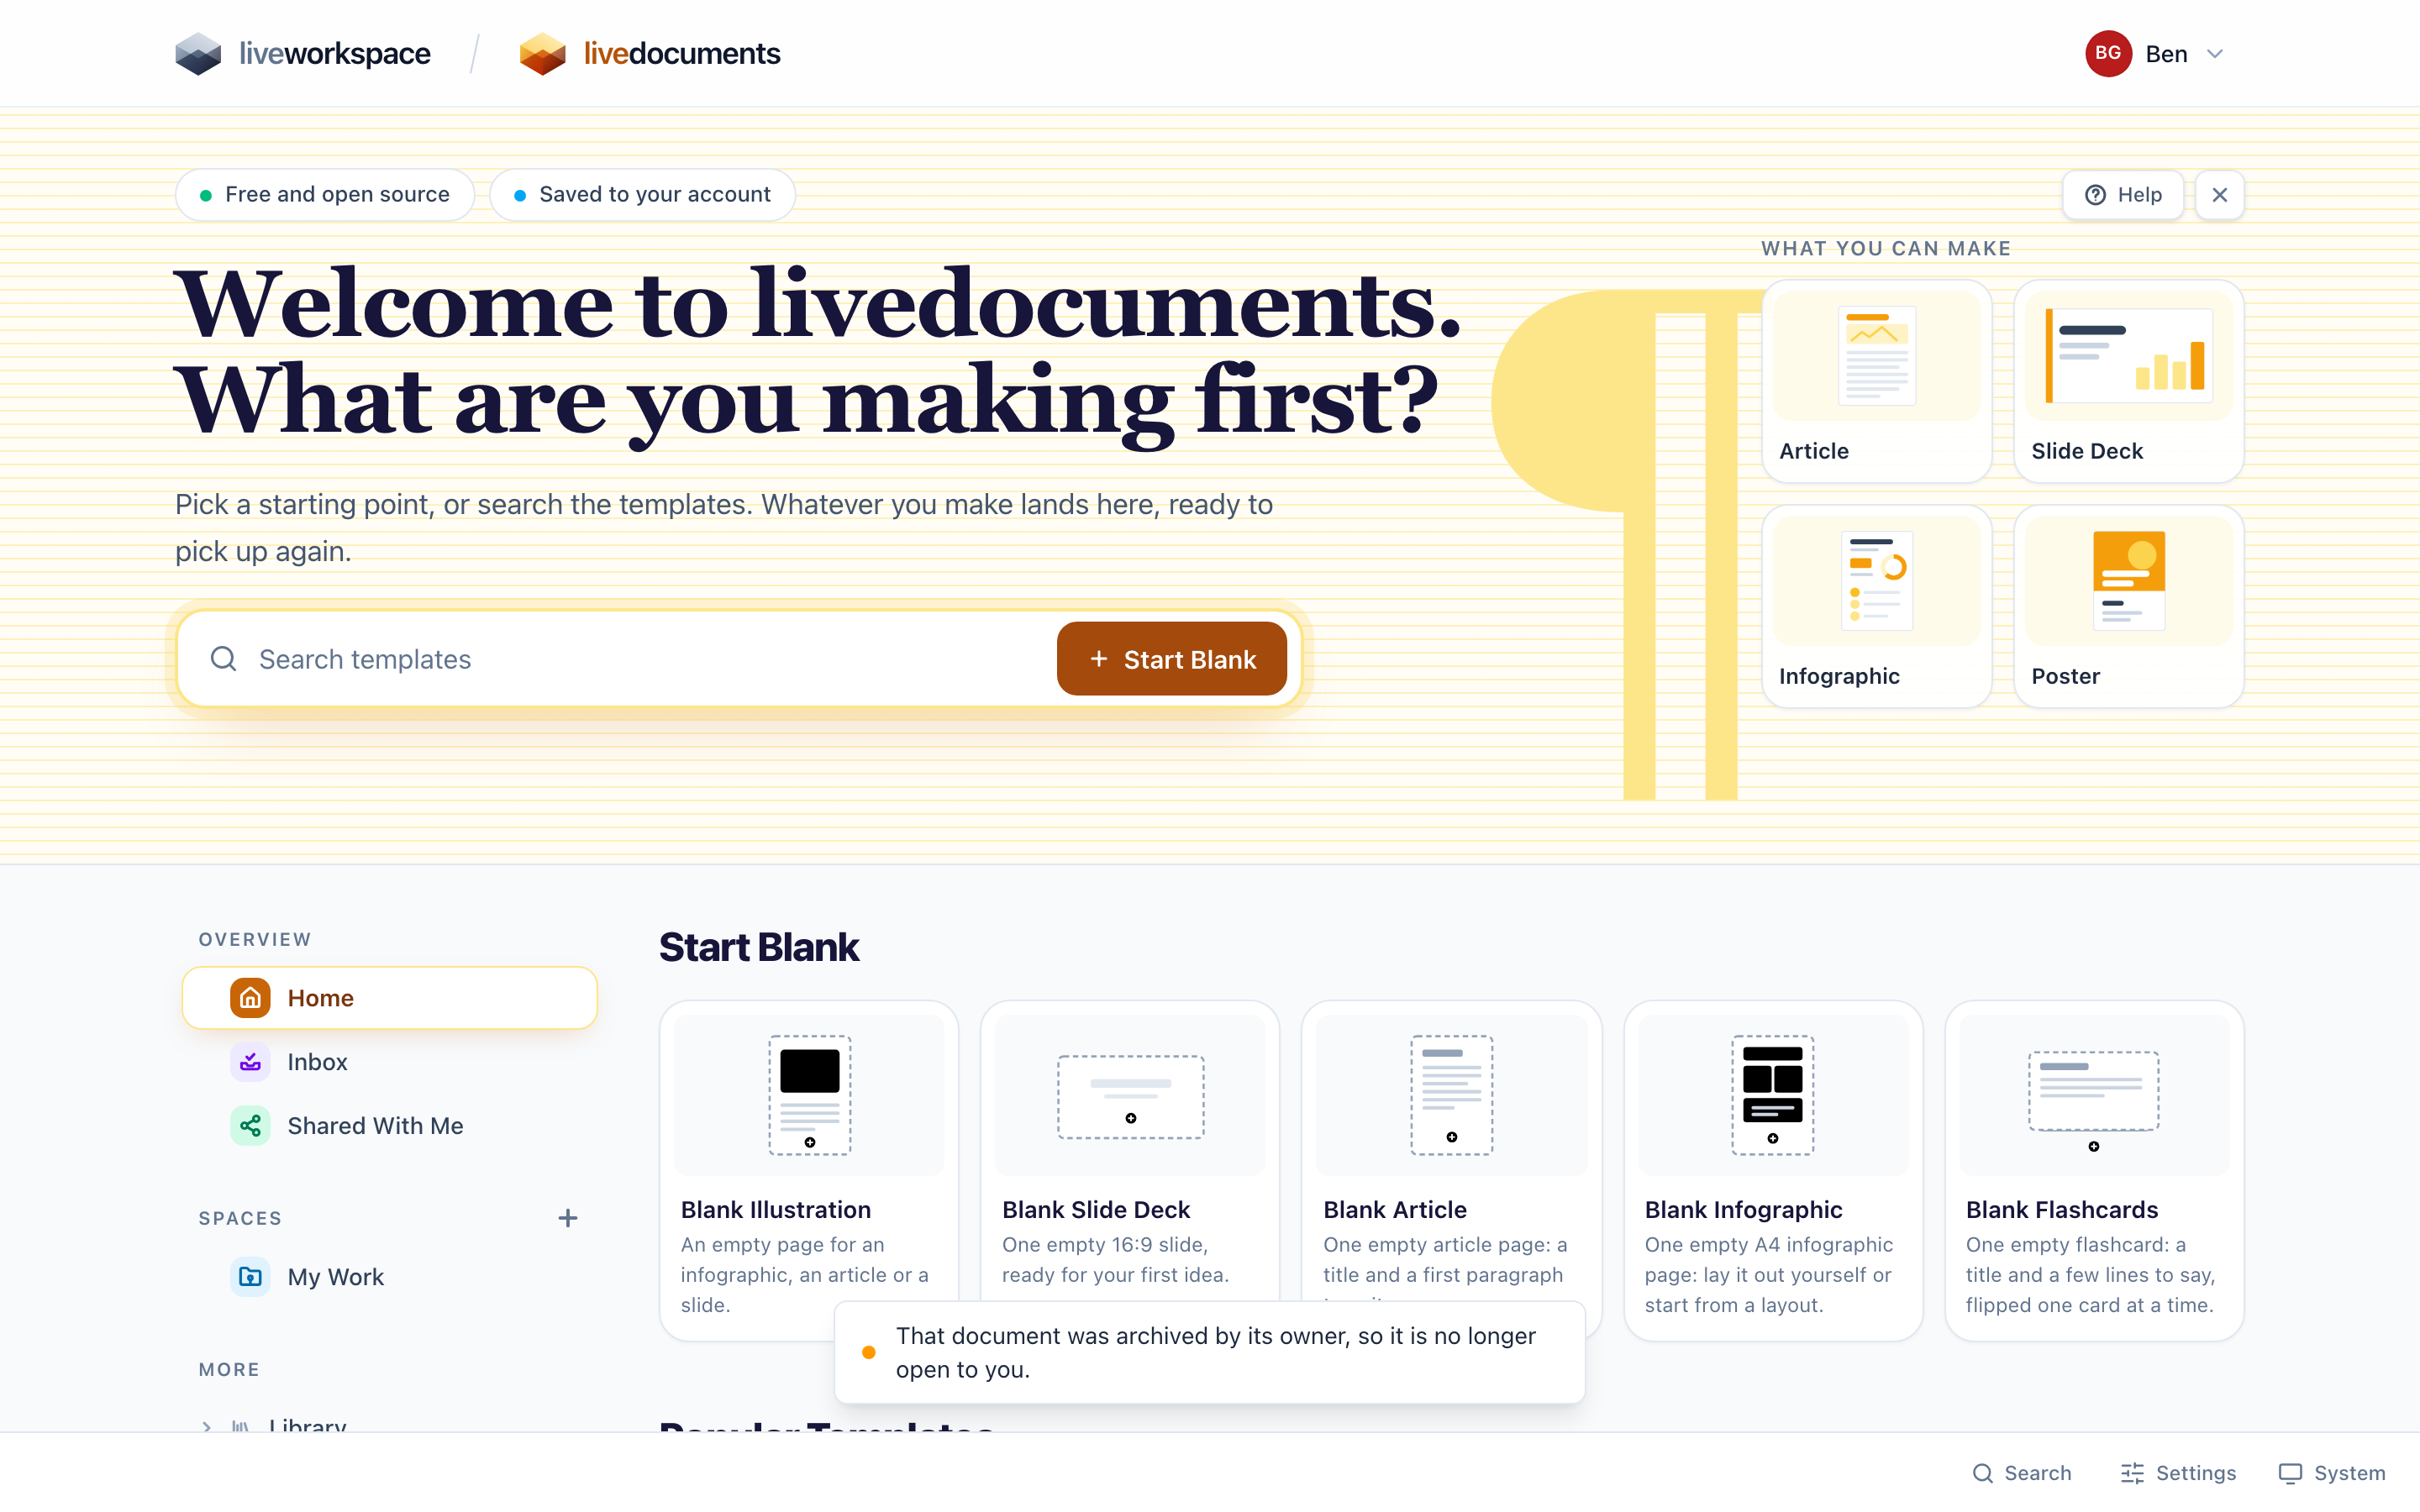 liveworkspace / livedocuments
BG Ben
Free and open source
Saved to your account
Help
WHAT YOU CAN MAKE
Welcome to livedocuments.
What are you making first?
¶
Pick a starting point, or search the templates. Whatever you make lands here, ready to
pick up again.
Search templates
+ Start Blank
Article
Slide Deck
Infographic
Poster
OVERVIEW
Home
Inbox
Shared With Me
SPACES +
My Work
MORE
Library
Start Blank
Blank Illustration
An empty page for an
infographic, an article or a
slide.
Blank Slide Deck
One empty 16:9 slide,
ready for your first idea.
Blank Article
One empty article page: a
title and a first paragraph
Blank Infographic
One empty A4 infographic
page: lay it out yourself or
start from a layout.
Blank Flashcards
One empty flashcard: a
title and a few lines to say,
flipped one card at a time.
That document was archived by its owner, so it is no longer
open to you.
Popular Templates
Search
Settings
System